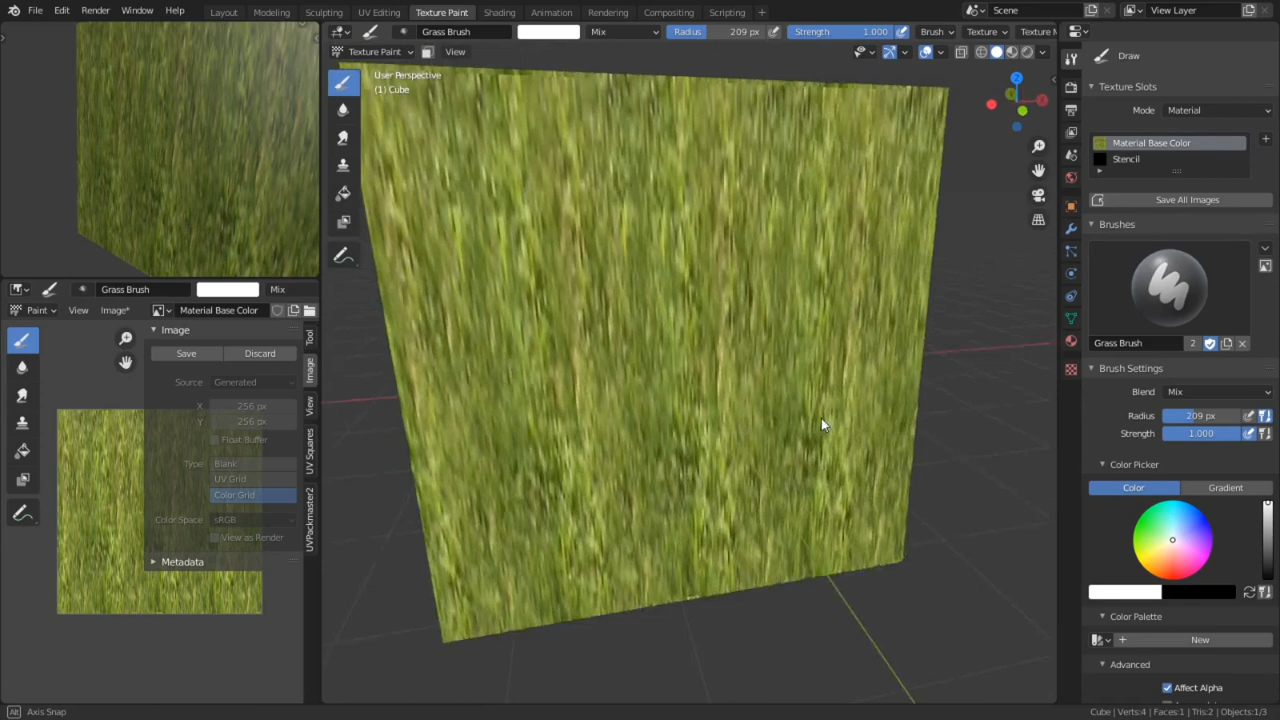 File Edit Render Window Help Layout Modeling Sculpting UV Editing Texture Paint Shading Animation Rendering Compositing Scripting + Scene View Layer
Grass Brush Mix Radius 209 px Strength 1.000 Brush Texture Texture M
Texture Paint View
User Perspective
(1) Cube
X
Z
Draw
Texture Slots
Mode Material
Material Base Color
Stencil
Save All Images
Brushes
Grass Brush 2
Brush Settings
Blend Mix
Radius 209 px
Strength 1.000
Color Picker
Color Gradient
Color Palette
+ New
Advanced
Affect Alpha
Grass Brush Mix
Paint View Image* Material Base Color
Image
Save Discard
Source Generated
X 256 px
Y 256 px
Float Buffer
Type Blank
UV Grid
Color Grid
Color Space sRGB
View as Render
Metadata
Tool
Image
View
UV Squares
UVPackmaster2
Alt Axis Snap
Cube | Verts:4 | Faces:1 | Tris:2 | Objects:1/3